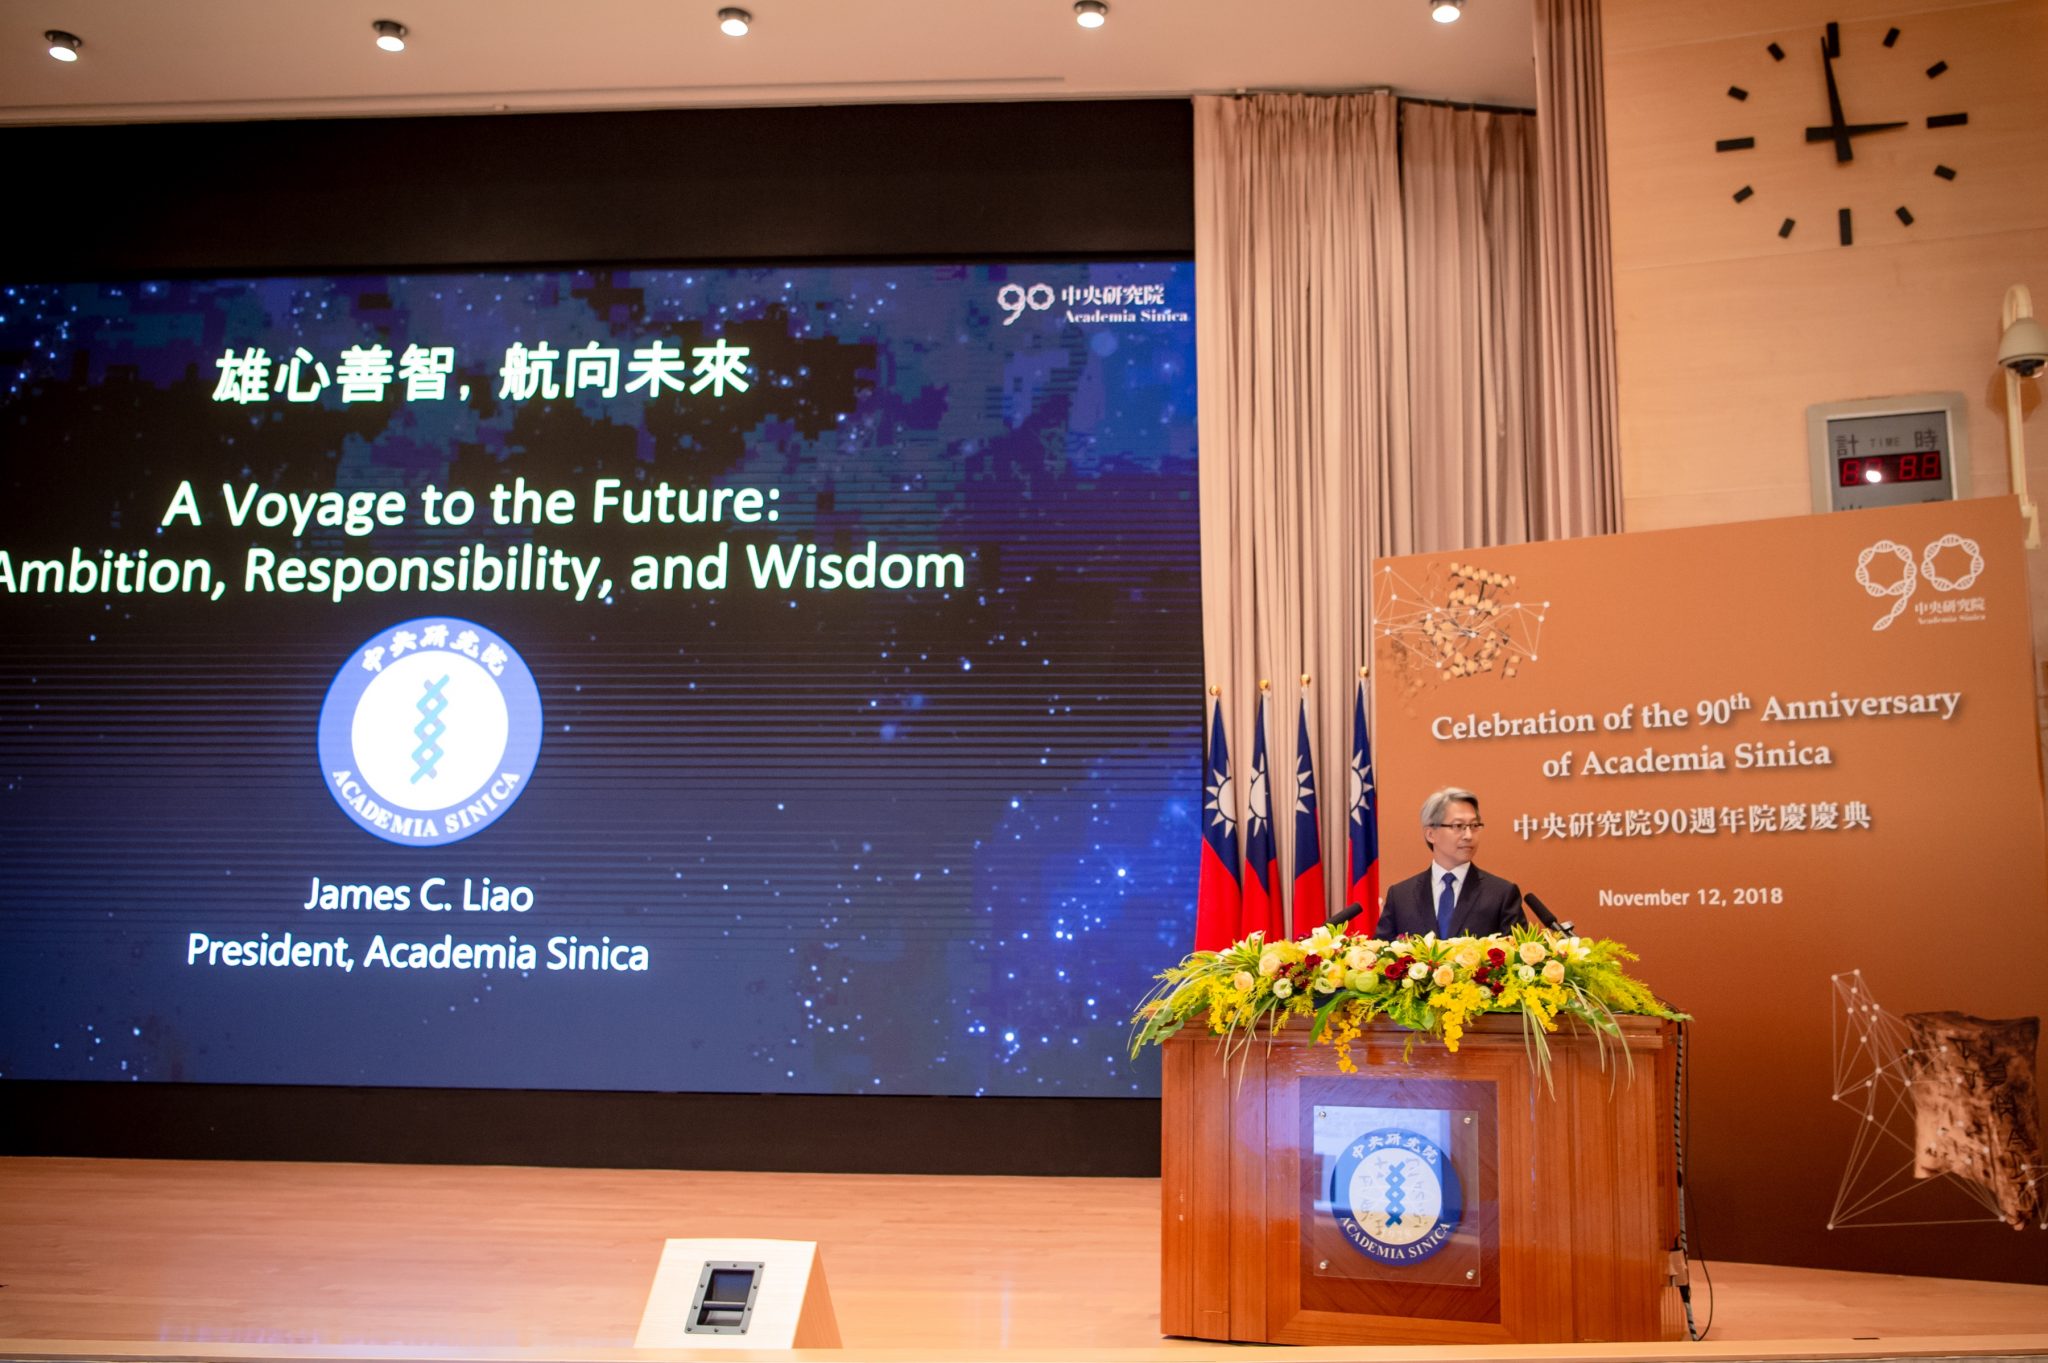 90 中央研究院
Academia Sinica
雄心善智，航向未來
A Voyage to the Future:
Ambition, Responsibility, and Wisdom
中央研究院
ACADEMIA SINICA
James C. Liao
President, Academia Sinica
計 TIME 時
90
中央研究院
Academia Sinica
Celebration of the 90th Anniversary
of Academia Sinica
中央研究院90週年院慶慶典
November 12, 2018
中央研究院
ACADEMIA SINICA